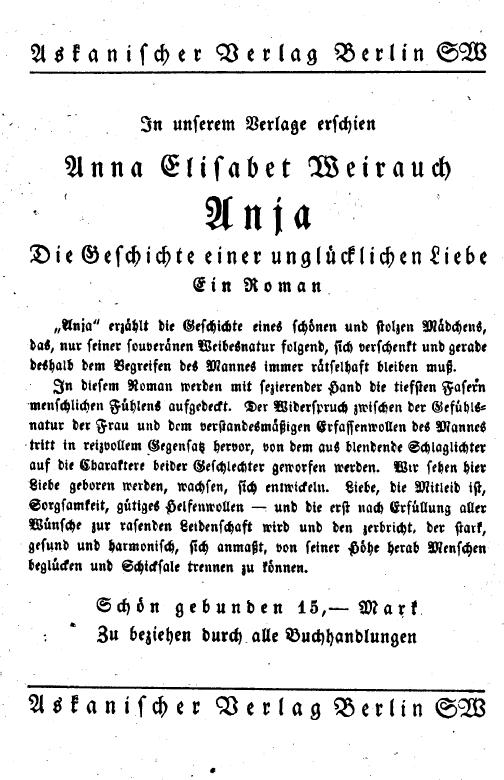 Askanischer Verlag Berlin SW
In unserem Verlage erschien
Anna Elisabet Weirauch
Anja
Die Geschichte einer unglücklichen Liebe
Ein Roman
„Anja“ erzählt die Geschichte eines schönen und stolzen Mädchens,
das, nur seiner souveränen Weibesnatur folgend, sich verschenkt und gerade
deshalb dem Begreifen des Mannes immer rätselhaft bleiben muß.
In diesem Roman werden mit sezierender Hand die tiefsten Fasern
menschlichen Fühlens aufgedeckt. Der Widerspruch zwischen der Gefühls-
natur der Frau und dem verstandesmäßigen Erfassenwollen des Mannes
tritt in reizvollem Gegensatz hervor, von dem aus blendende Schlaglichter
auf die Charaktere beider Geschlechter geworfen werden. Wir sehen hier
Liebe geboren werden, wachsen, sich entwickeln. Liebe, die Mitleid ist,
Sorgsamkeit, gütiges Helfenwollen — und die erst nach Erfüllung aller
Wünsche zur rasenden Leidenschaft wird und den zerbricht, der stark,
gesund und harmonisch, sich anmaßt, von seiner Höhe herab Menschen
beglücken und Schicksale trennen zu können.
Schön gebunden 15,— Mark
Zu beziehen durch alle Buchhandlungen
Askanischer Verlag Berlin SW